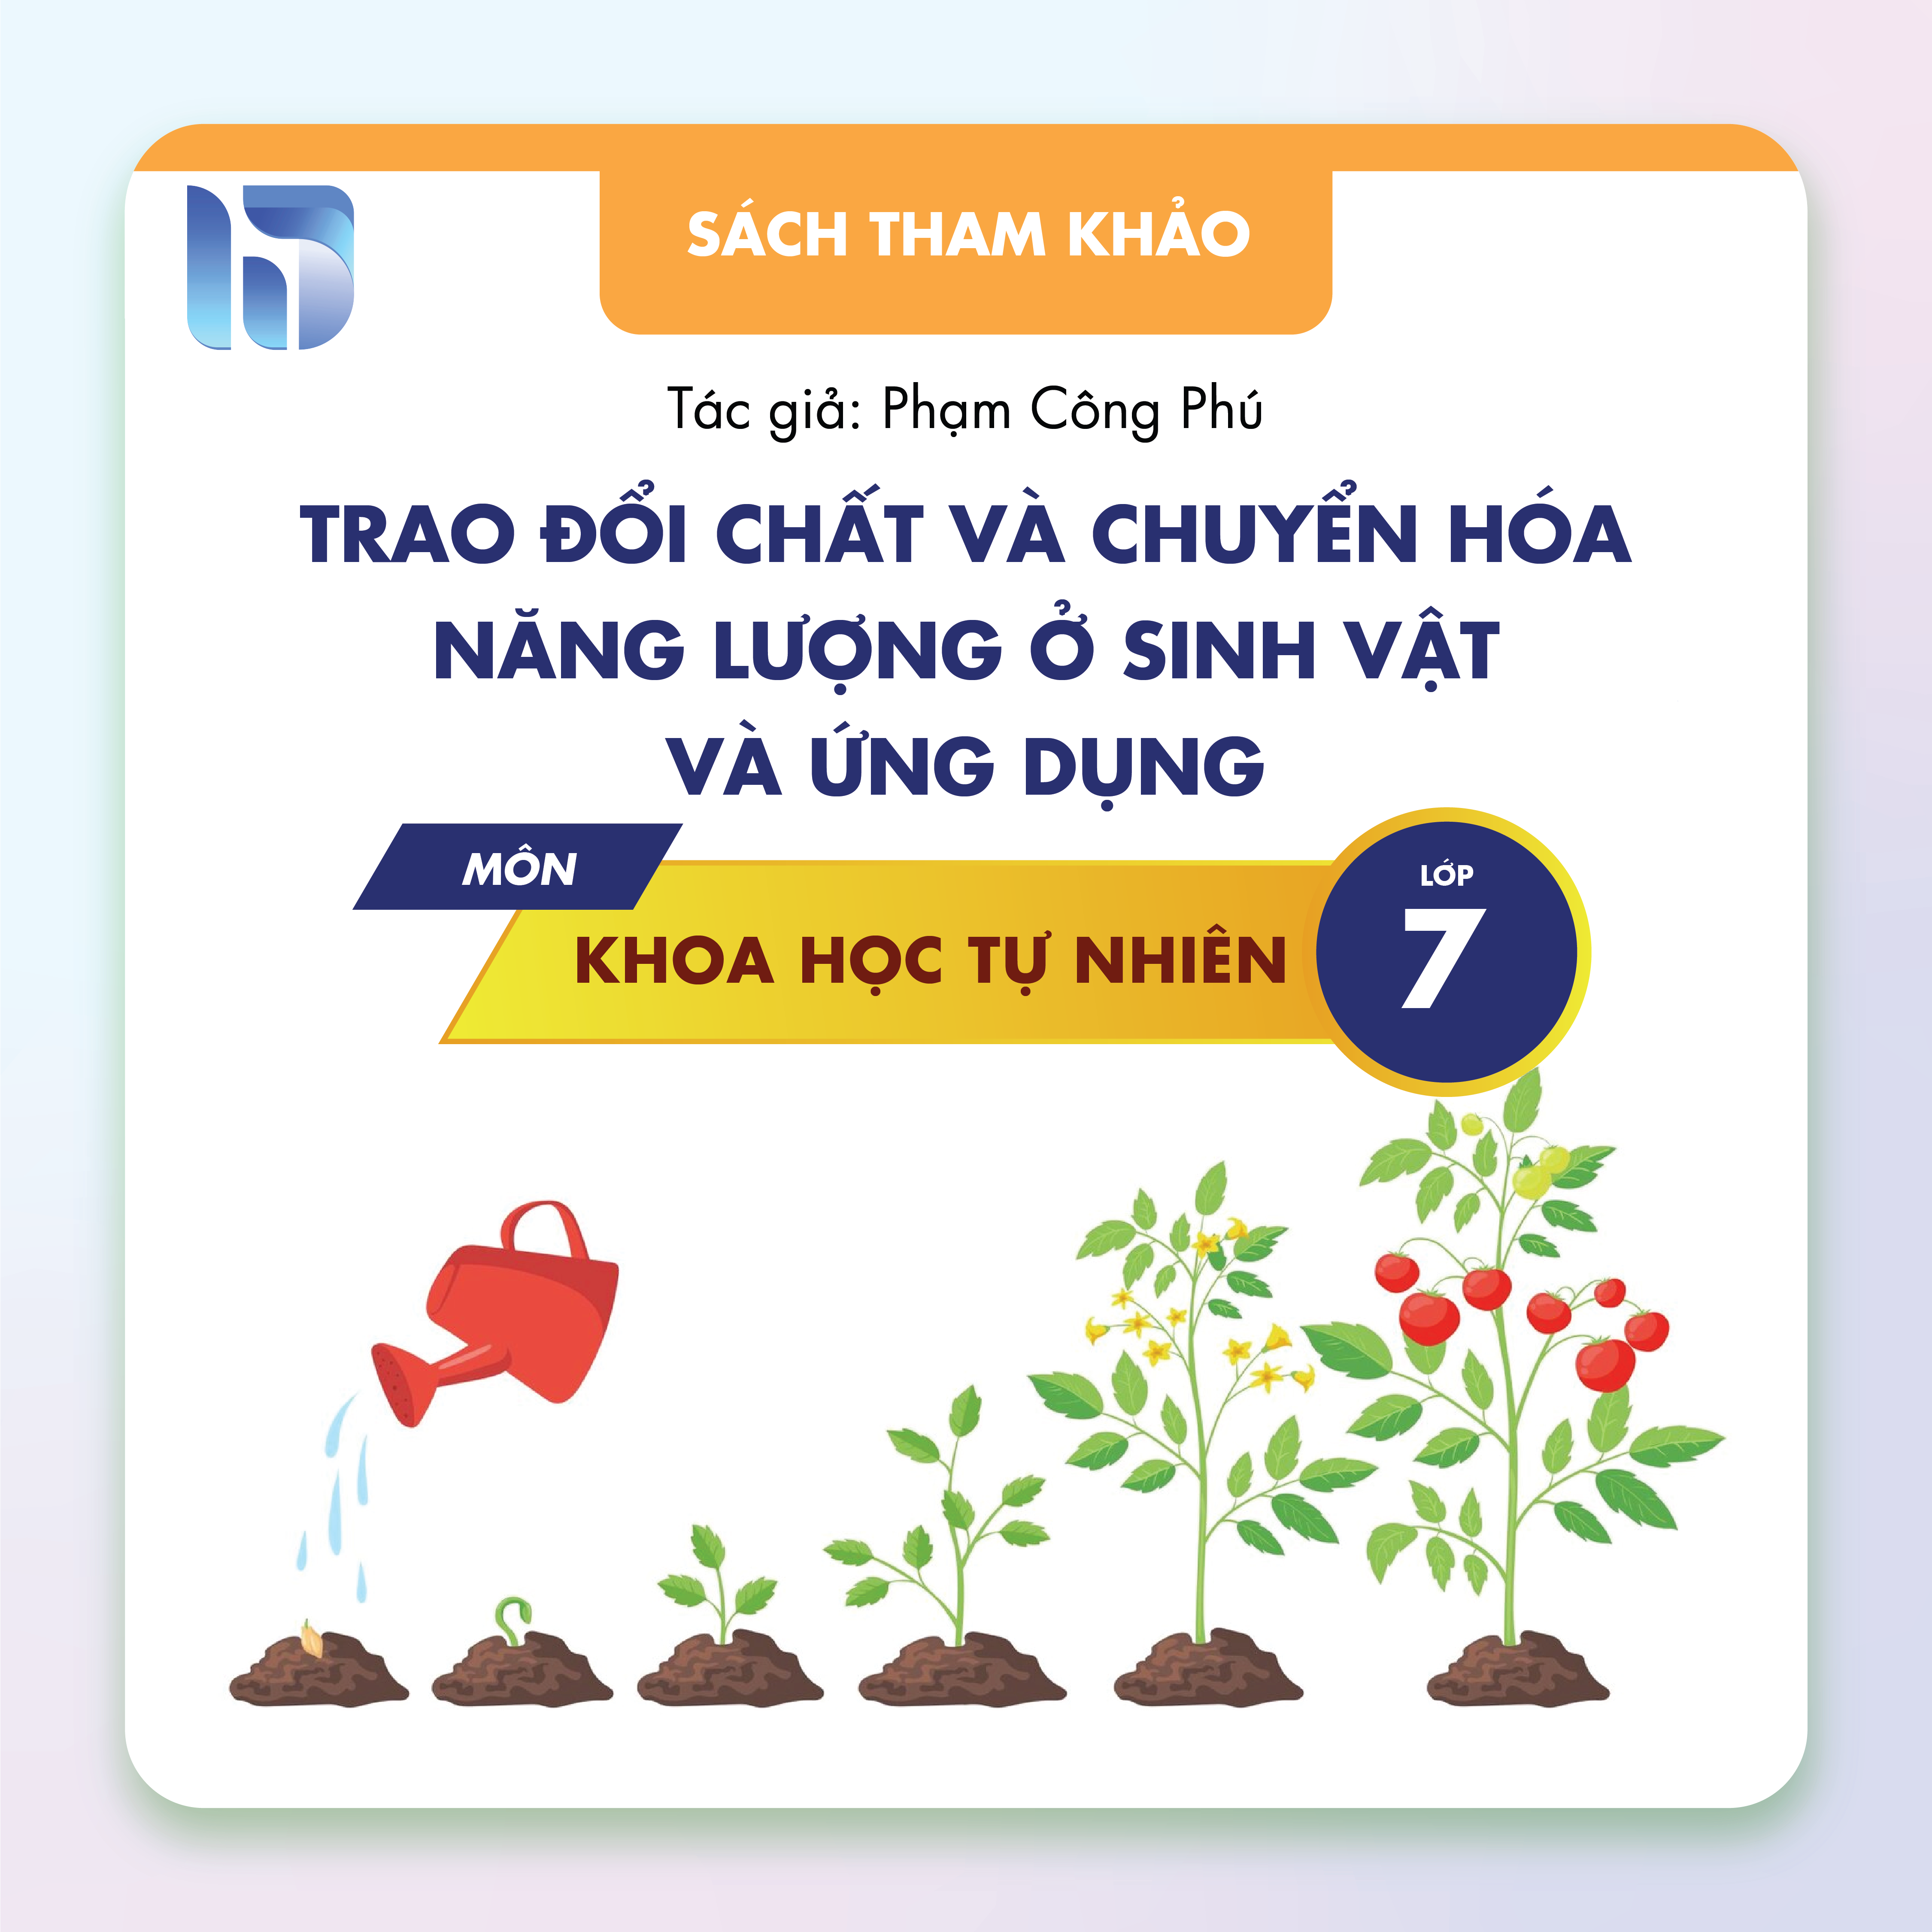 SÁCH THAM KHẢO
Tác giả: Phạm Công Phú
TRAO ĐỔI CHẤT VÀ CHUYỂN HÓA
NĂNG LƯỢNG Ở SINH VẬT
VÀ ỨNG DỤNG
MÔN
KHOA HỌC TỰ NHIÊN
LỚP
7